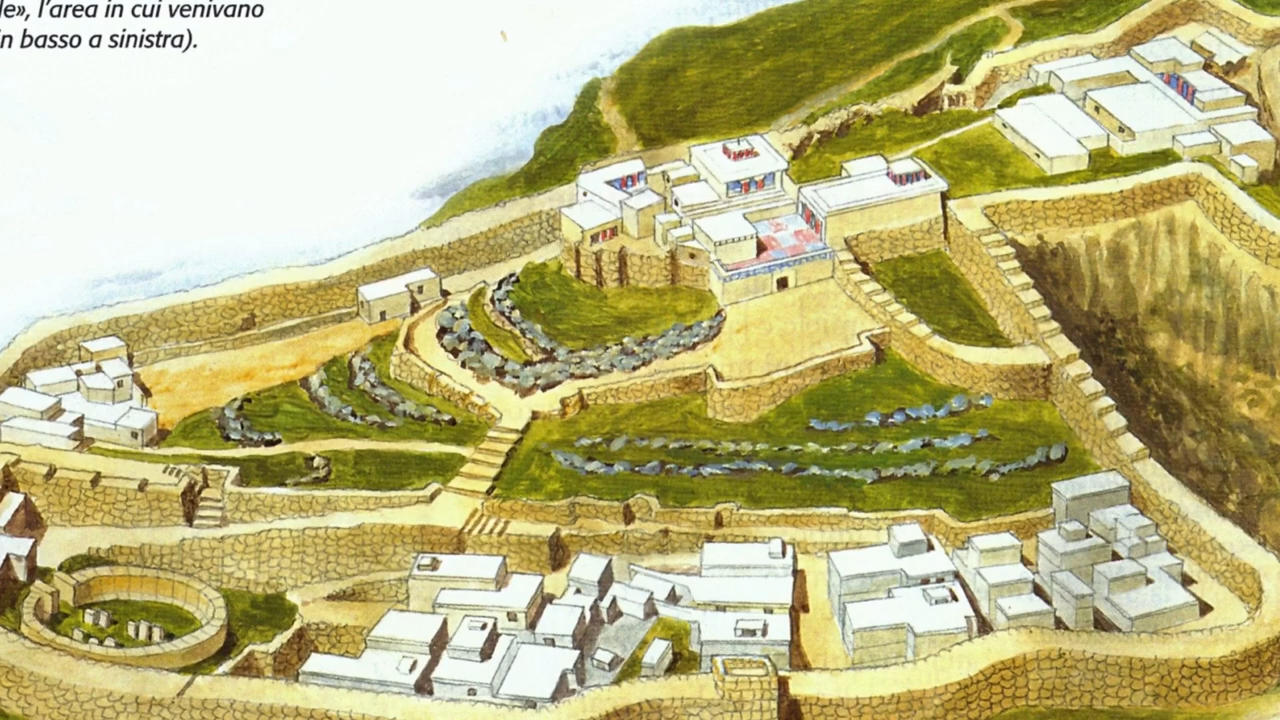 le», l'area in cui venivano
in basso a sinistra).